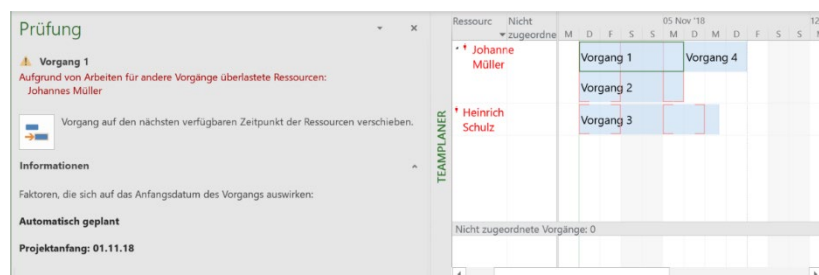 Prüfung
Vorgang 1
Aufgrund von Arbeiten für andere Vorgänge überlastete Ressourcen:
Johannes Müller
Vorgang auf den nächsten verfügbaren Zeitpunkt der Ressourcen verschieben.
Informationen
Faktoren, die sich auf das Anfangsdatum des Vorgangs auswirken:
Automatisch geplant
Projektanfang: 01.11.18
TEAMPLANER
Ressourc Nicht 05 Nov '18 12
zugeordne M D F S S M D M D F S S
Johanne Vorgang 1 Vorgang 4
Müller
Vorgang 2
Heinrich Vorgang 3
Schulz
Nicht zugeordnete Vorgänge: 0